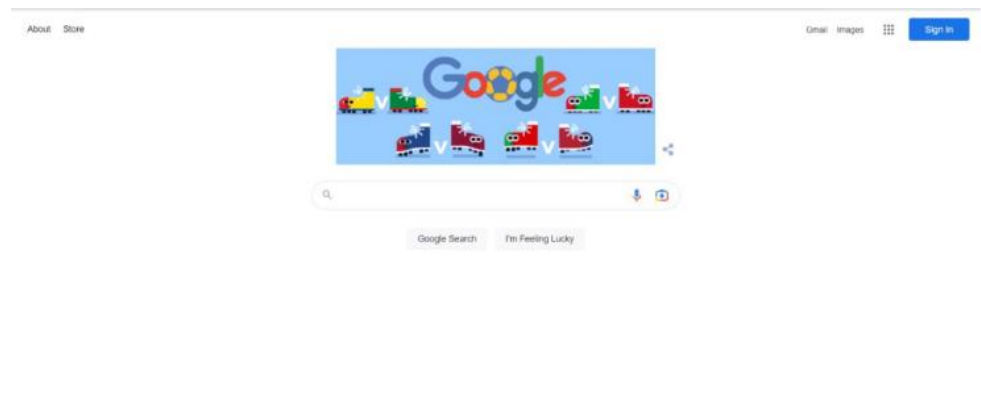 About Store
Gmail Images
Sign in
Google
V V
V V
Google Search I'm Feeling Lucky